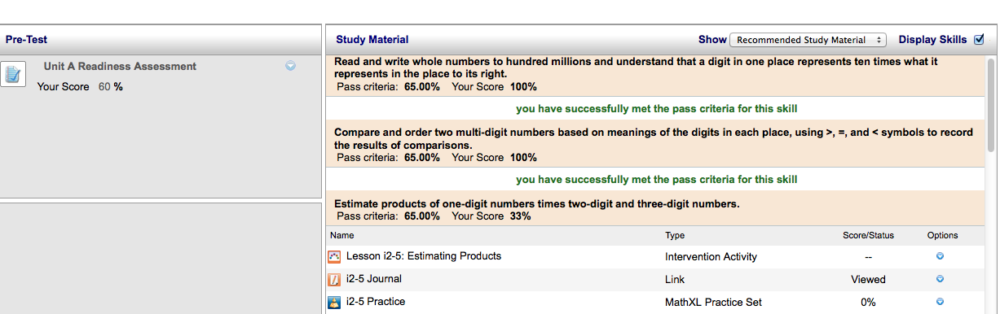 Pre-Test
Unit A Readiness Assessment
Your Score 60 %
Study Material
Show Recommended Study Material Display Skills
Read and write whole numbers to hundred millions and understand that a digit in one place represents ten times what it
represents in the place to its right.
Pass criteria: 65.00% Your Score 100%
you have successfully met the pass criteria for this skill
Compare and order two multi-digit numbers based on meanings of the digits in each place, using >, =, and < symbols to record
the results of comparisons.
Pass criteria: 65.00% Your Score 100%
you have successfully met the pass criteria for this skill
Estimate products of one-digit numbers times two-digit and three-digit numbers.
Pass criteria: 65.00% Your Score 33%
Name Type Score/Status Options
Lesson i2-5: Estimating Products Intervention Activity --
i2-5 Journal Link Viewed
i2-5 Practice MathXL Practice Set 0%